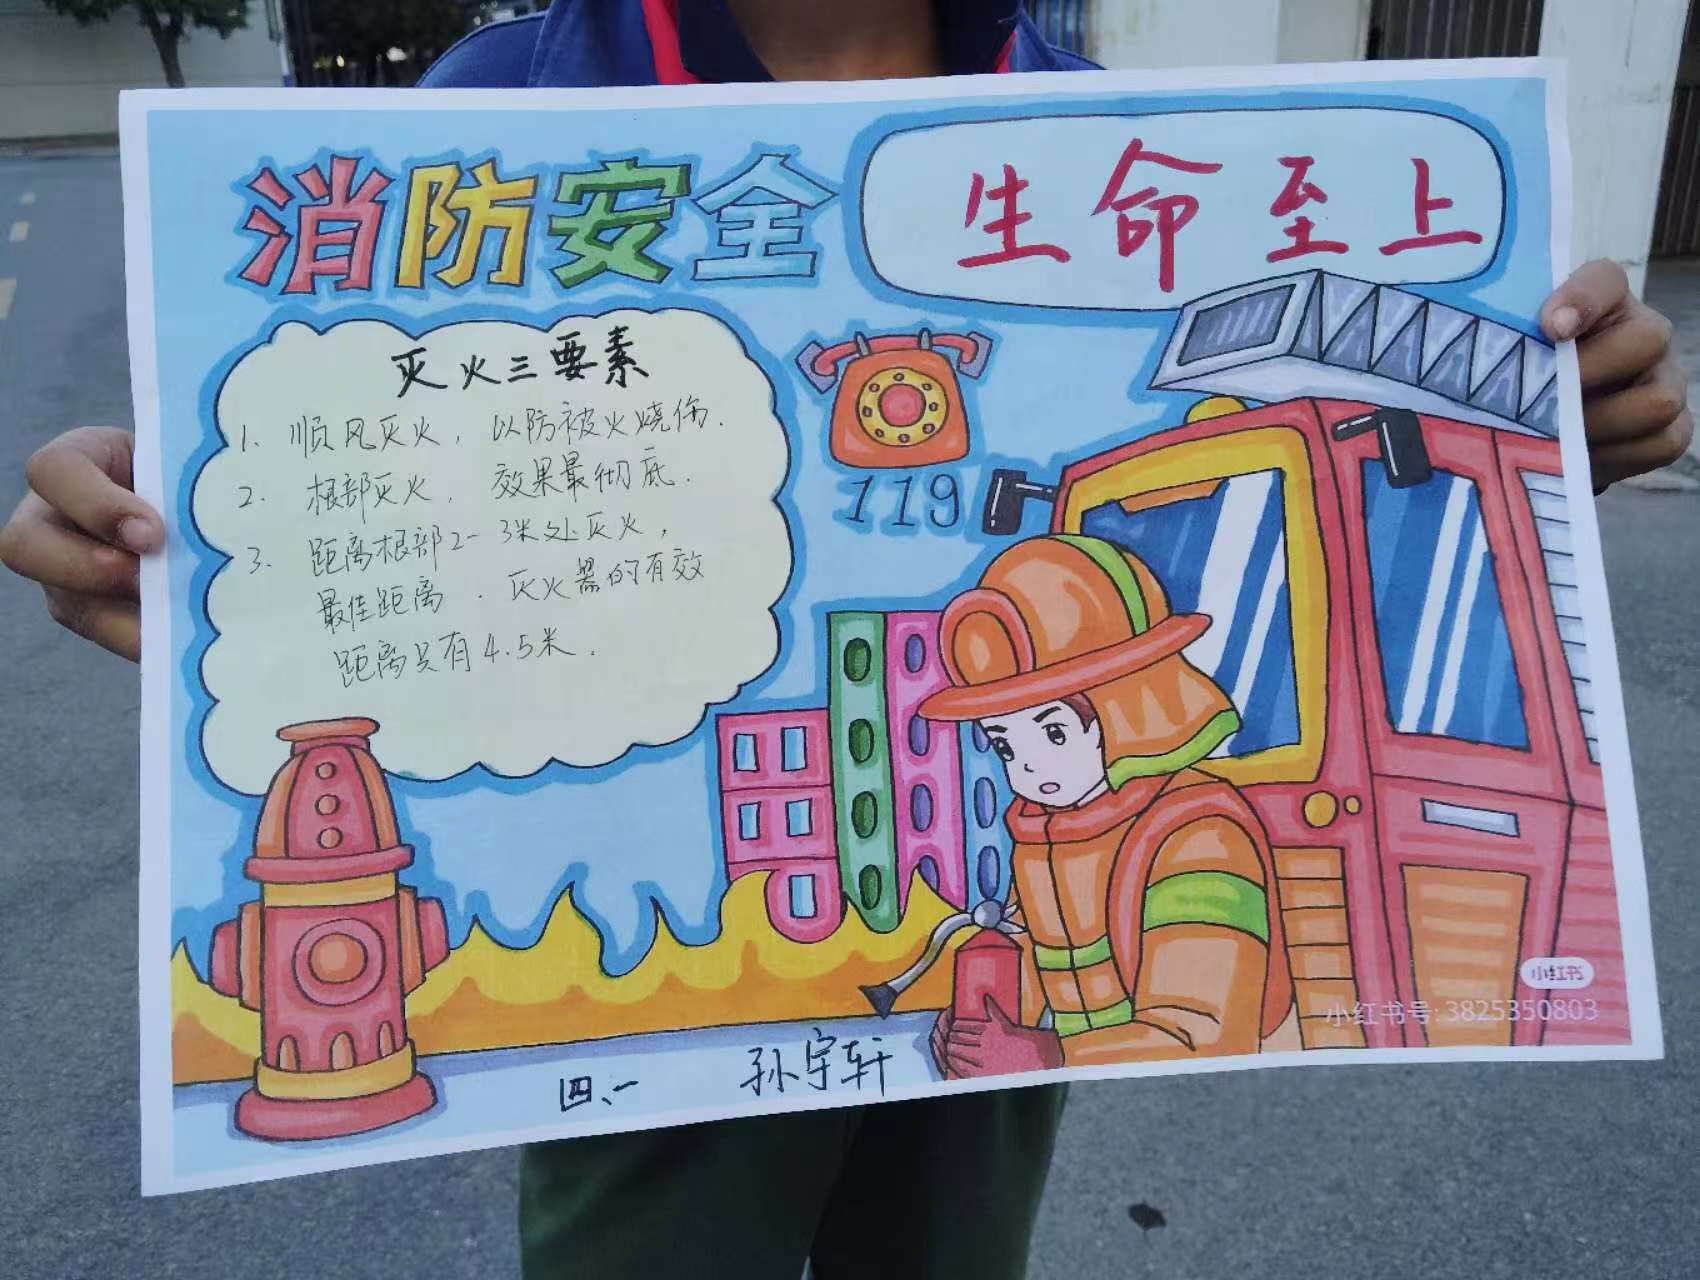 消防安全
生命至上
灭火三要素
1. 顺风灭火，以防被火烧伤.
2. 根部灭火，效果最彻底.
3. 距离根部2-3米处灭火，
最佳距离．灭火器的有效
距离只有4.5米．
119
四、一 孙宇轩
小红书
小红书号: 3825350803